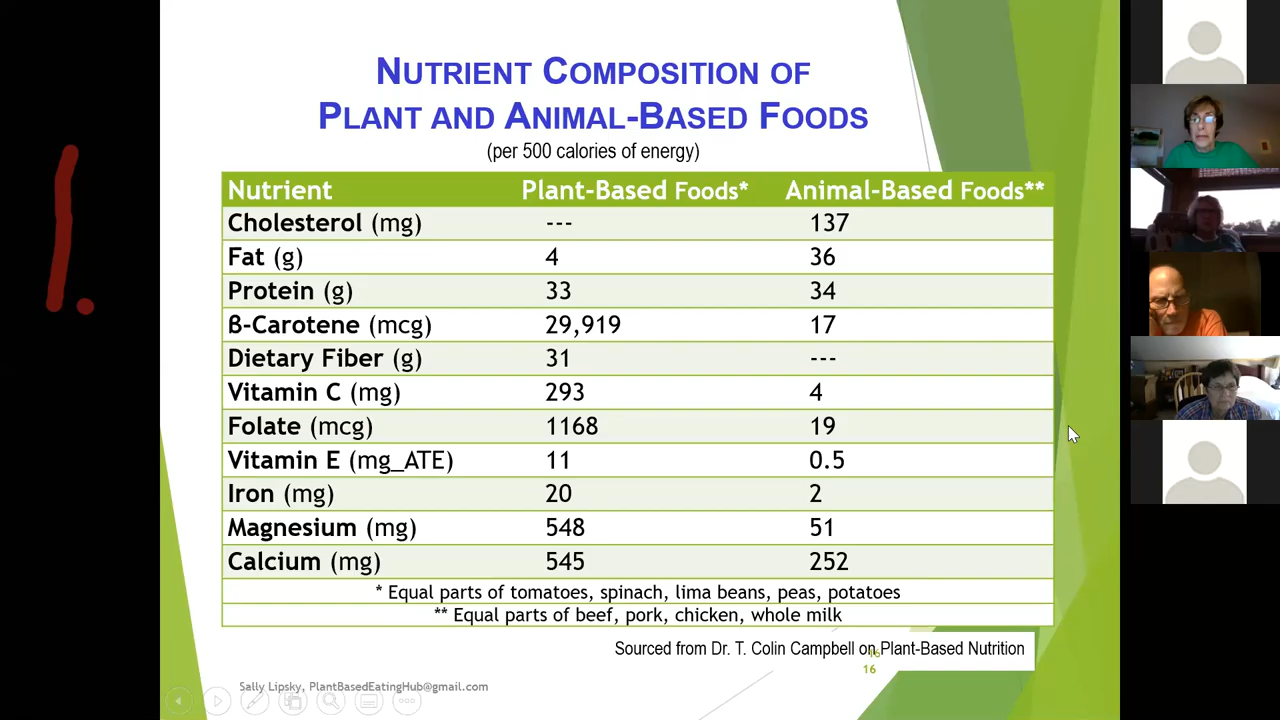 1.
NUTRIENT COMPOSITION OF
PLANT AND ANIMAL-BASED FOODS
(per 500 calories of energy)
Nutrient Plant-Based Foods* Animal-Based Foods**
Cholesterol (mg) --- 137
Fat (g) 4 36
Protein (g) 33 34
ß-Carotene (mcg) 29,919 17
Dietary Fiber (g) 31 ---
Vitamin C (mg) 293 4
Folate (mcg) 1168 19
Vitamin E (mg_ATE) 11 0.5
Iron (mg) 20 2
Magnesium (mg) 548 51
Calcium (mg) 545 252
* Equal parts of tomatoes, spinach, lima beans, peas, potatoes
** Equal parts of beef, pork, chicken, whole milk
Sourced from Dr. T. Colin Campbell on Plant-Based Nutrition
16
Sally Lipsky, PlantBasedEatingHub@gmail.com